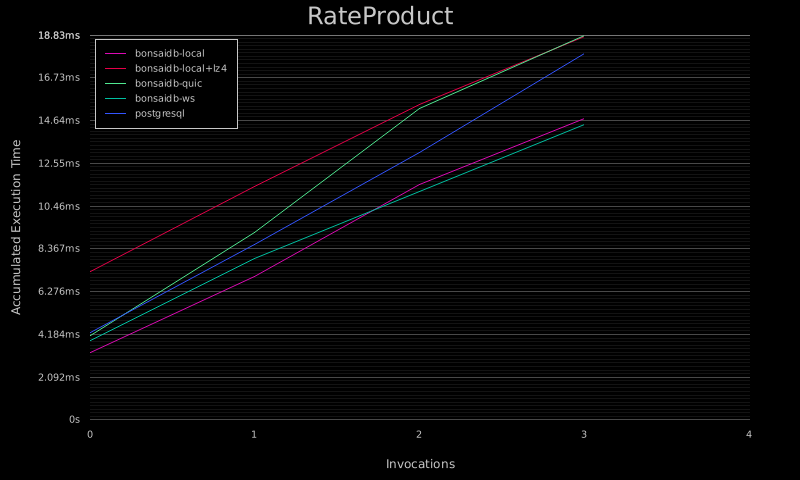 RateProduct
18.83ms
16.73ms
14.64ms
12.55ms
10.46ms
8.367ms
6.276ms
4.184ms
2.092ms
0s
bonsaidb-local
bonsaidb-local+lz4
bonsaidb-quic
bonsaidb-ws
postgresql
Accumulated Execution Time
0 1 2 3 4
Invocations